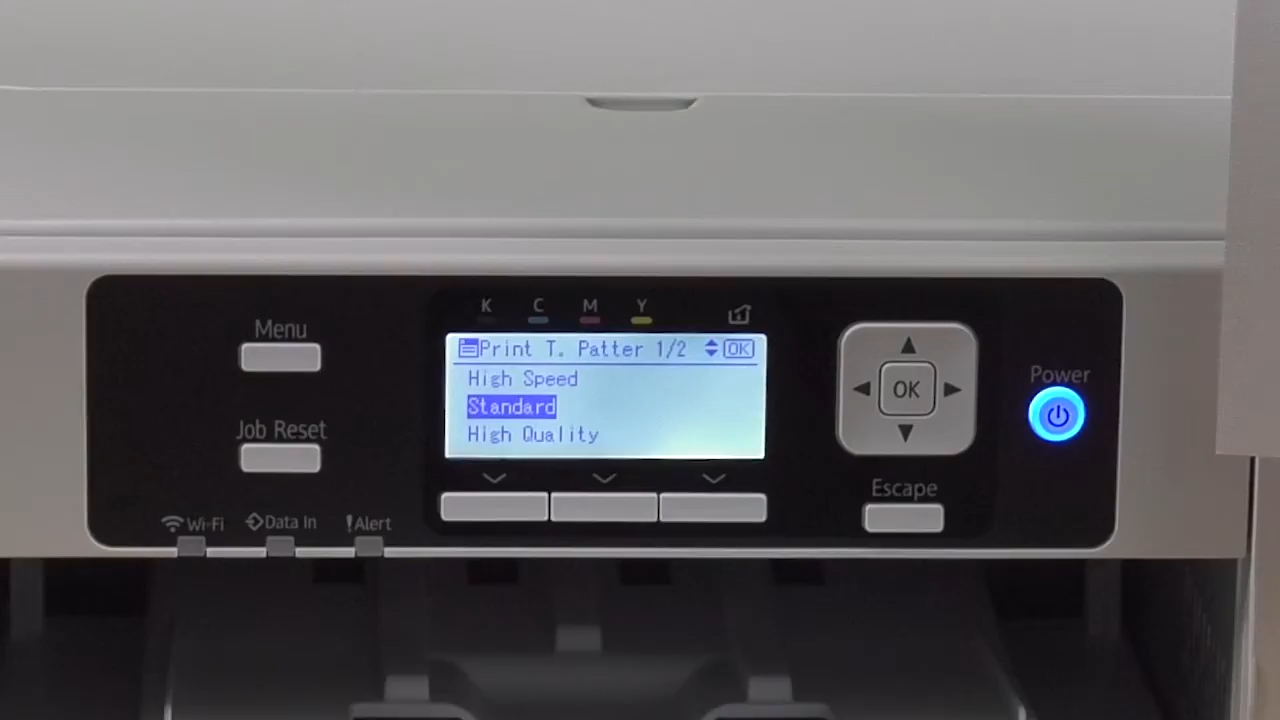 K C M Y
Menu
Print T. Patter 1/2 OK
High Speed
Standard
High Quality
Job Reset
OK
Power
Escape
Wi-Fi
Data In
!Alert